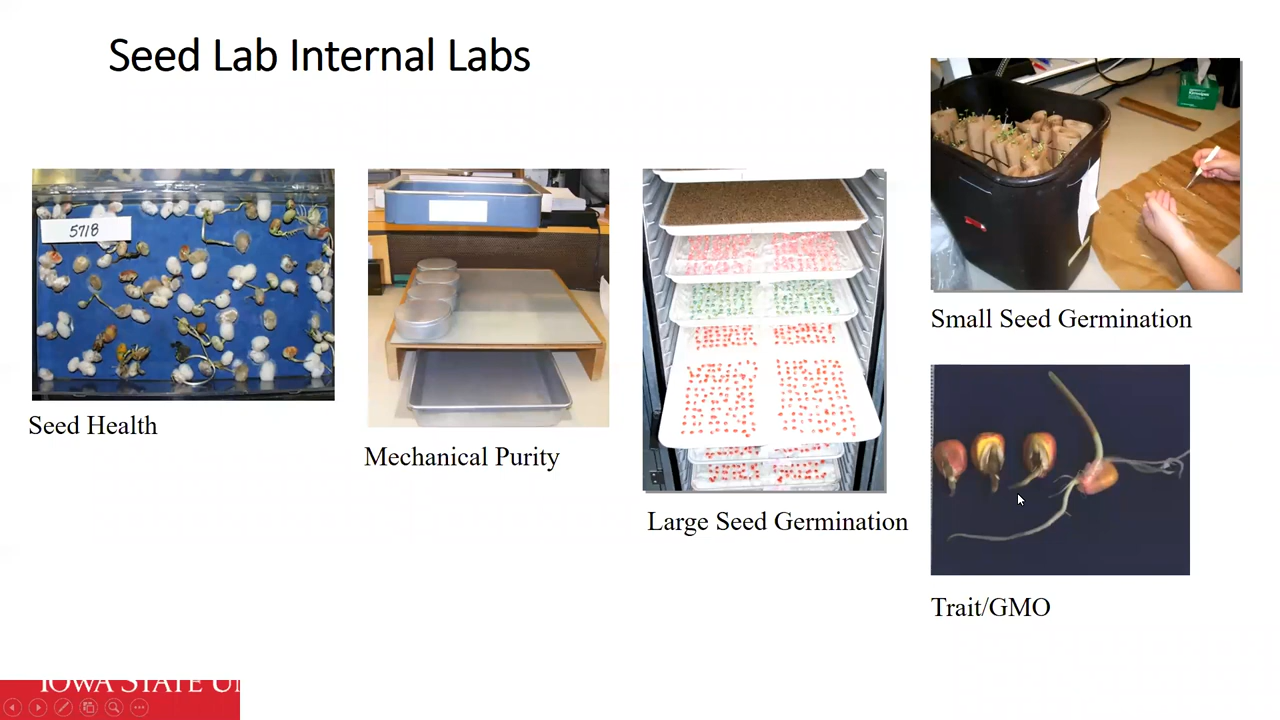 Seed Lab Internal Labs
5718
Seed Health
Mechanical Purity
Large Seed Germination
Small Seed Germination
Trait/GMO
IOWA STATE